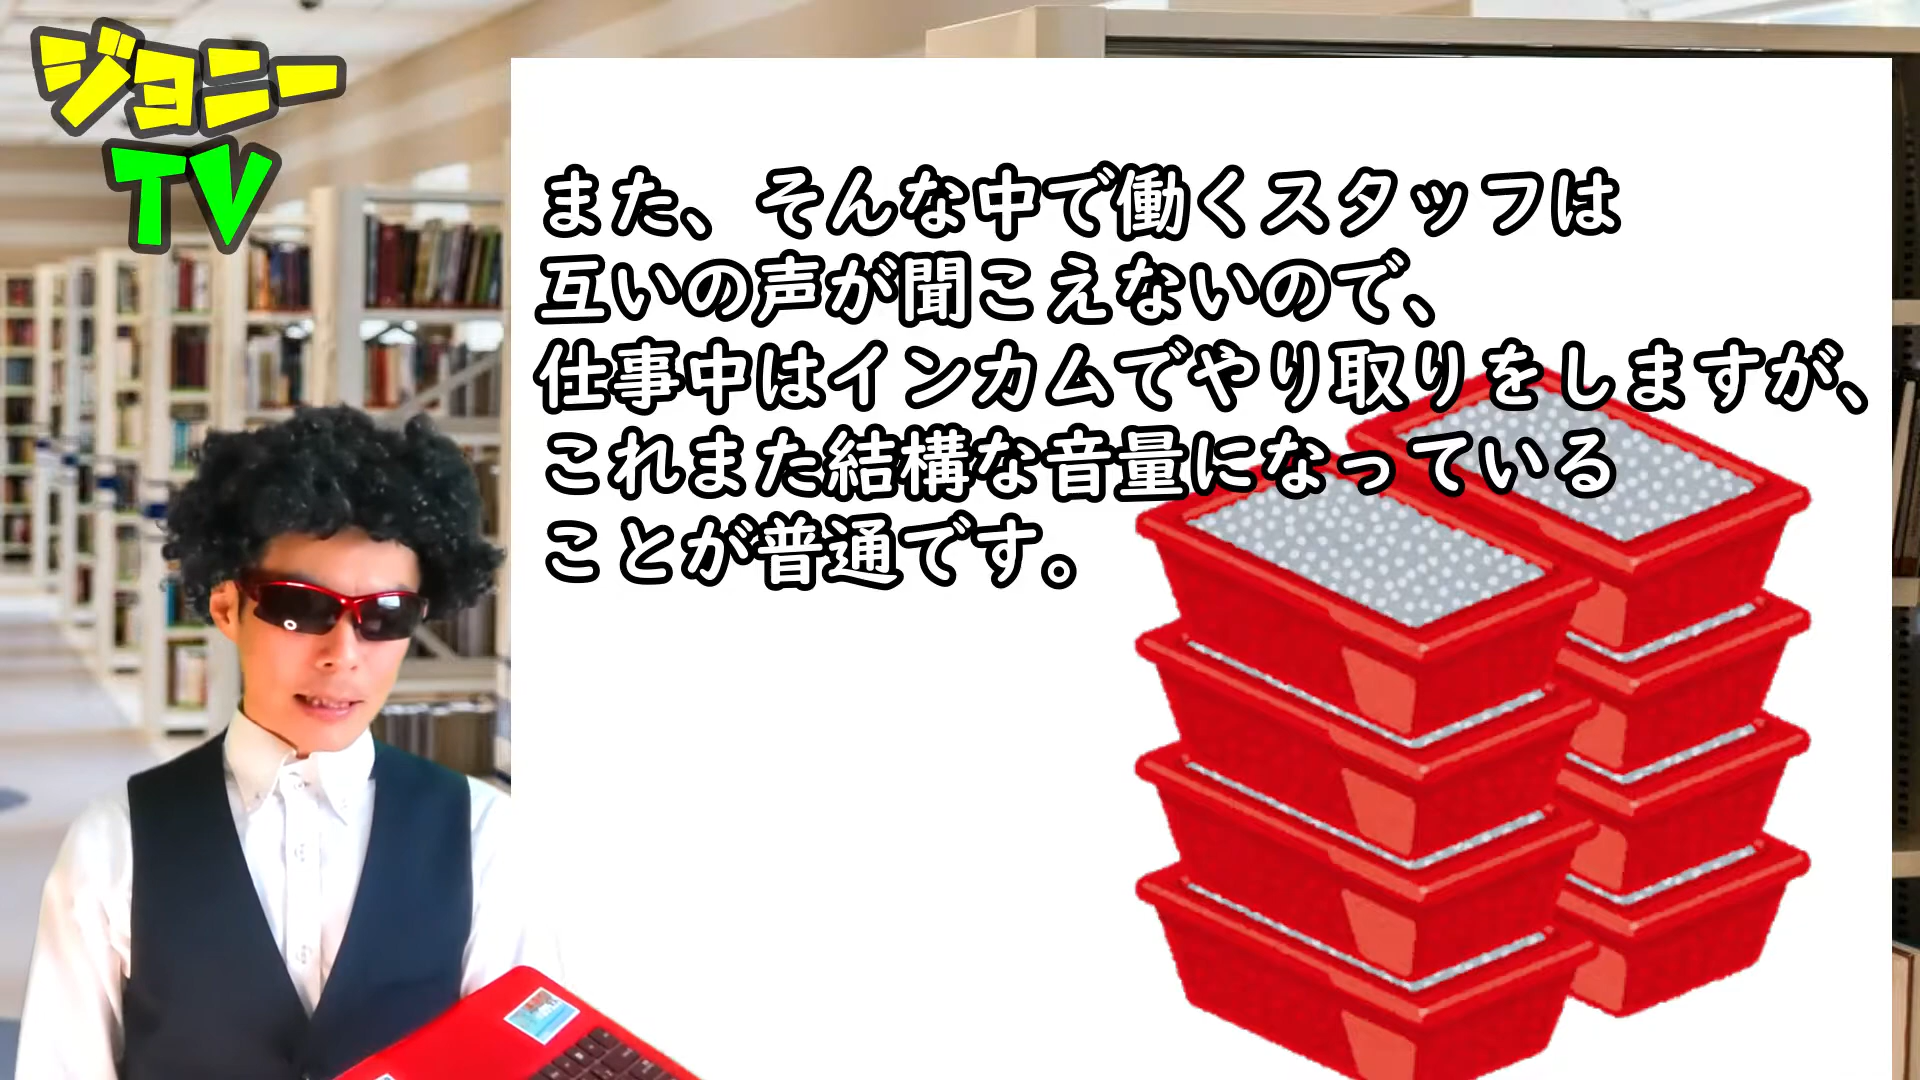 ジョニー
TV
また、そんな中で働くスタッフは
互いの声が聞こえないので、
仕事中はインカムでやり取りをしますが、
これまた結構な音量になっている
ことが普通です。